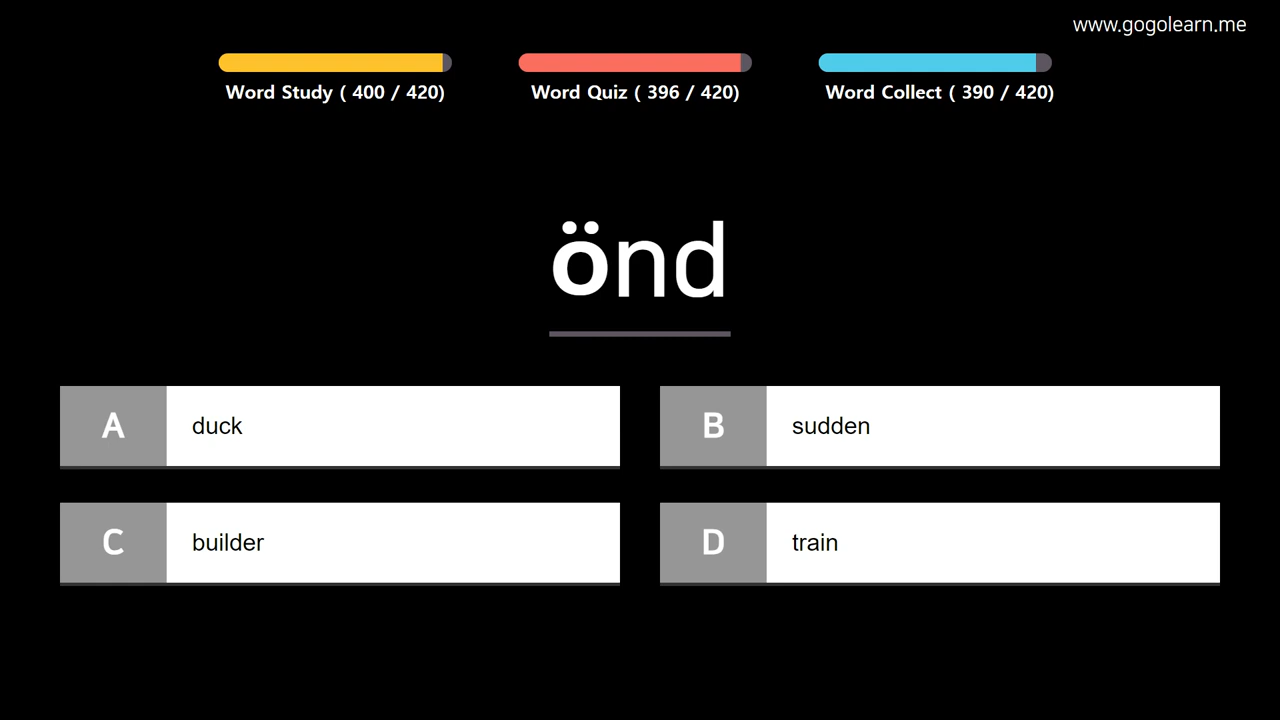 www.gogolearn.me
Word Study ( 400 / 420)
Word Quiz ( 396 / 420)
Word Collect ( 390 / 420)
önd
A
duck
B
sudden
C
builder
D
train